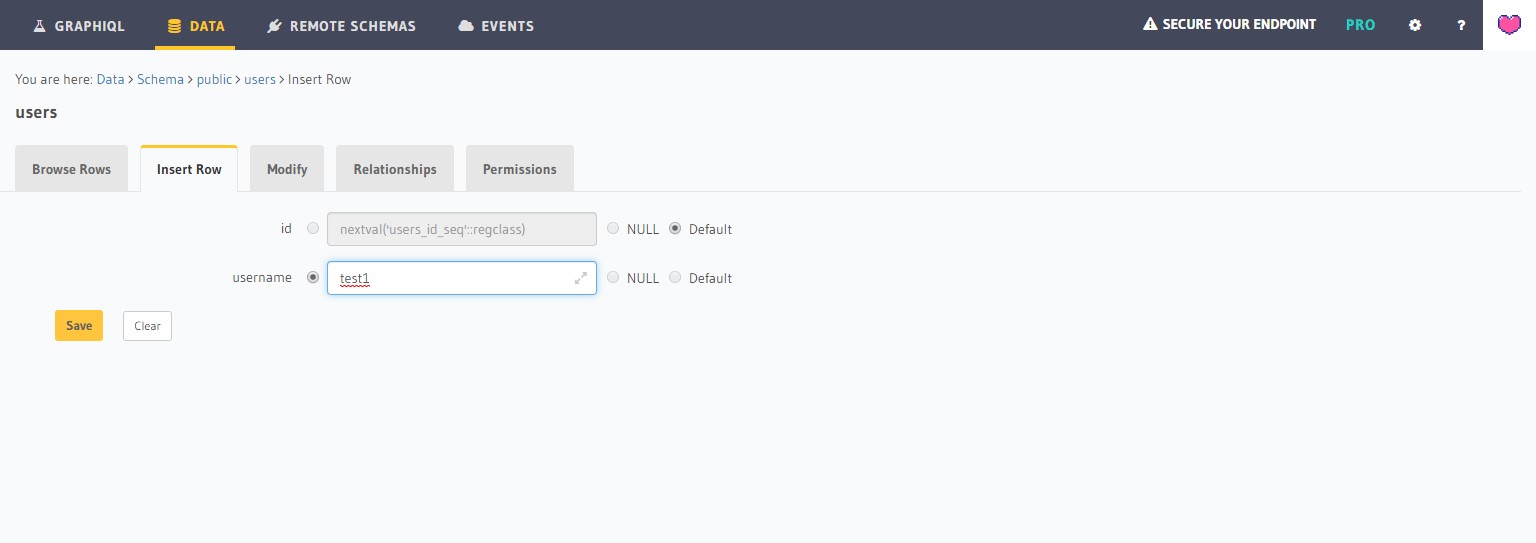 GRAPHIQL DATA REMOTE SCHEMAS EVENTS SECURE YOUR ENDPOINT PRO ?
You are here: Data > Schema > public > users > Insert Row
users
Browse Rows Insert Row Modify Relationships Permissions
id nextval('users_id_seq'::regclass) NULL Default
username test1 NULL Default
Save Clear